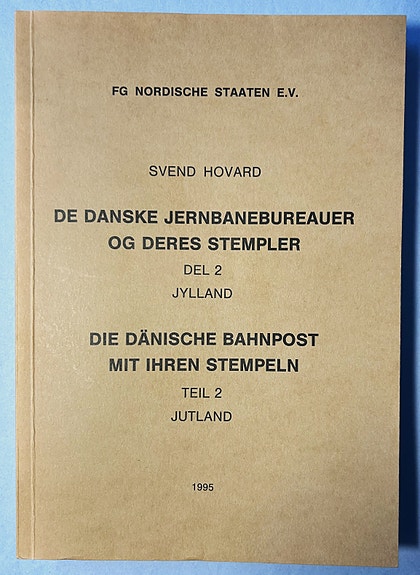 FG NORDISCHE STAATEN E.V.
SVEND HOVARD
DE DANSKE JERNBANEBUREAUER
OG DERES STEMPLER
DEL 2
JYLLAND
DIE DÄNISCHE BAHNPOST
MIT IHREN STEMPELN
TEIL 2
JUTLAND
1995